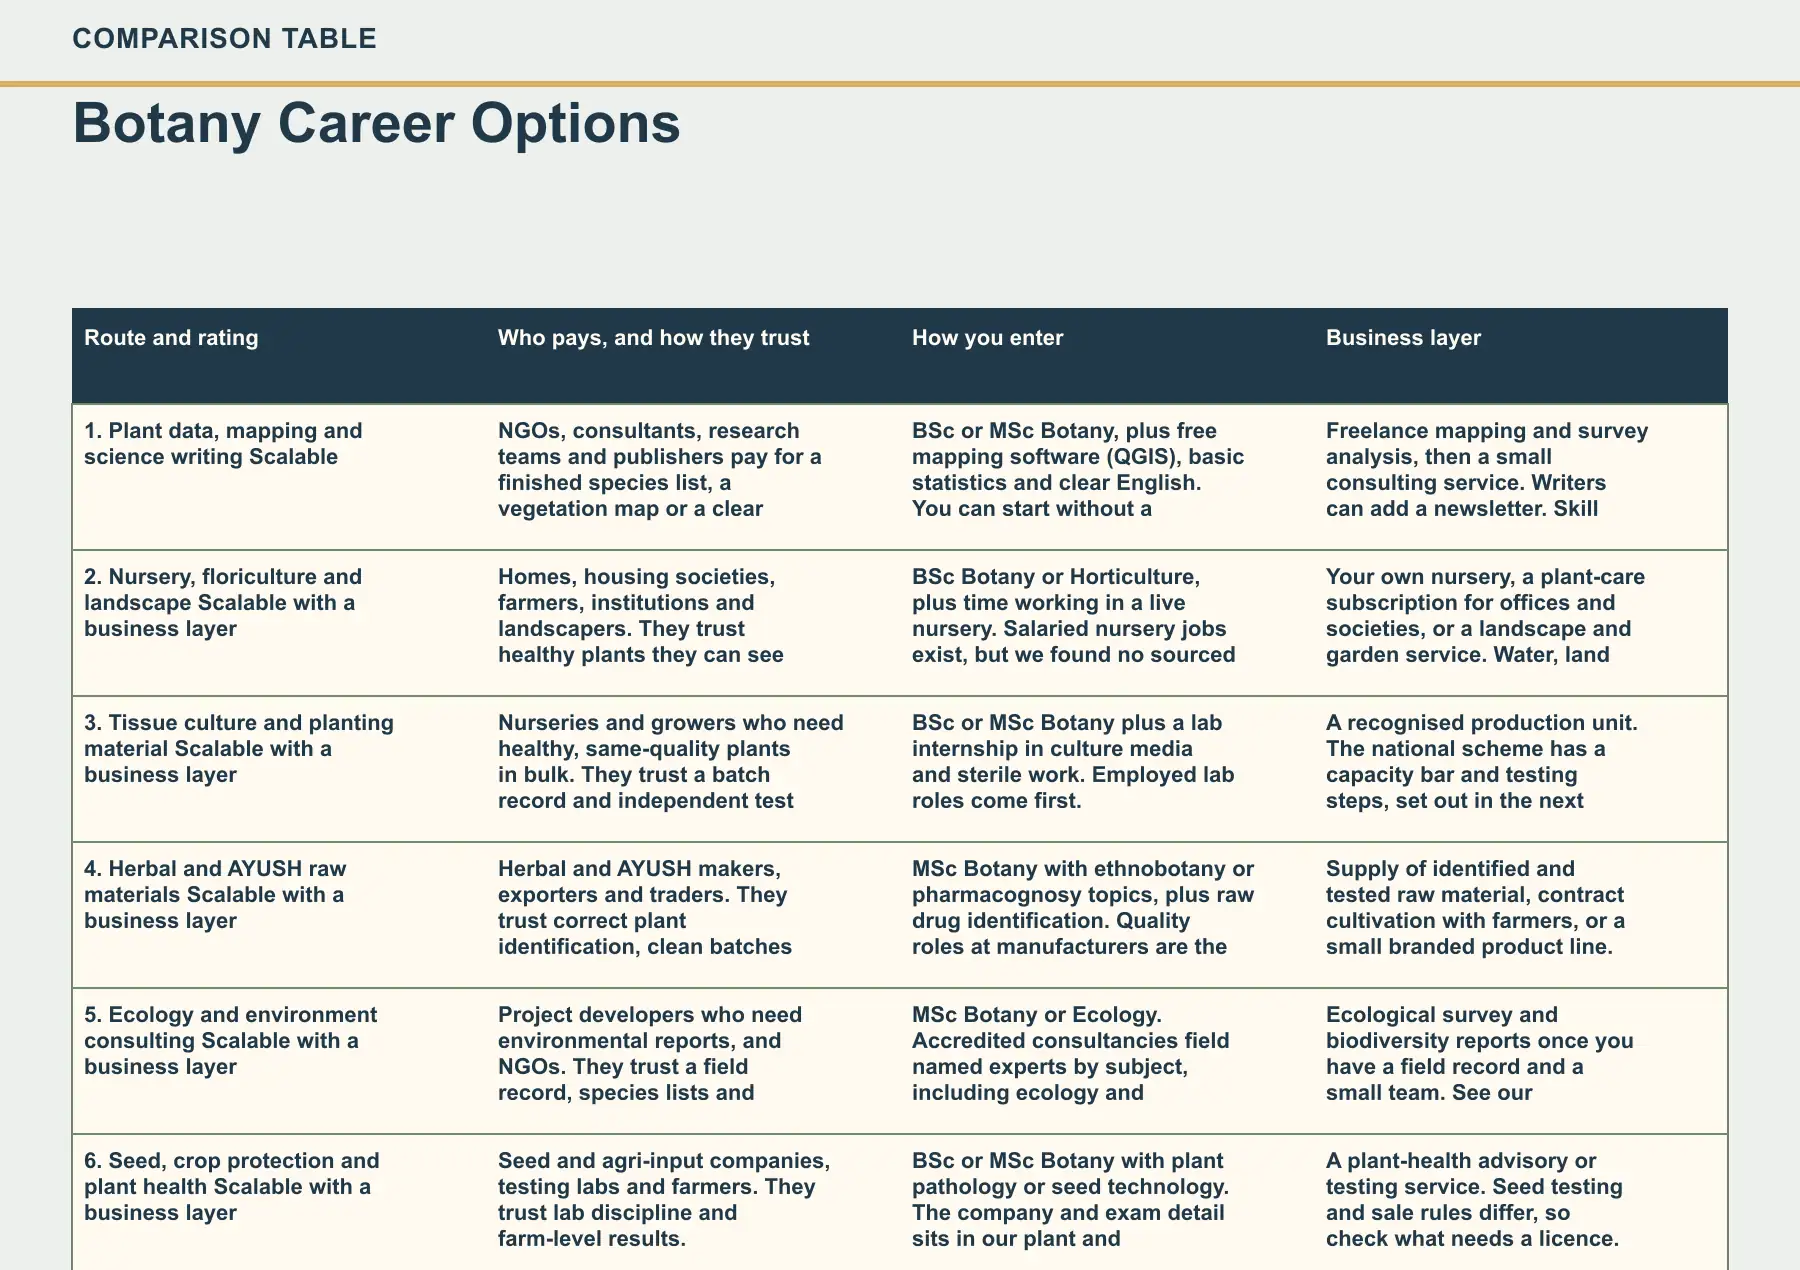 COMPARISON TABLE
Botany Career Options
Route and rating
Who pays, and how they trust
How you enter
Business layer
1. Plant data, mapping and
science writing Scalable
NGOs, consultants, research
teams and publishers pay for a
finished species list, a
vegetation map or a clear
BSc or MSc Botany, plus free
mapping software (QGIS), basic
statistics and clear English.
You can start without a
Freelance mapping and survey
analysis, then a small
consulting service. Writers
can add a newsletter. Skill
2. Nursery, floriculture and
landscape Scalable with a
business layer
Homes, housing societies,
farmers, institutions and
landscapers. They trust
healthy plants they can see
BSc Botany or Horticulture,
plus time working in a live
nursery. Salaried nursery jobs
exist, but we found no sourced
Your own nursery, a plant-care
subscription for offices and
societies, or a landscape and
garden service. Water, land
3. Tissue culture and planting
material Scalable with a
business layer
Nurseries and growers who need
healthy, same-quality plants
in bulk. They trust a batch
record and independent test
BSc or MSc Botany plus a lab
internship in culture media
and sterile work. Employed lab
roles come first.
A recognised production unit.
The national scheme has a
capacity bar and testing
steps, set out in the next
4. Herbal and AYUSH raw
materials Scalable with a
business layer
Herbal and AYUSH makers,
exporters and traders. They
trust correct plant
identification, clean batches
MSc Botany with ethnobotany or
pharmacognosy topics, plus raw
drug identification. Quality
roles at manufacturers are the
Supply of identified and
tested raw material, contract
cultivation with farmers, or a
small branded product line.
5. Ecology and environment
consulting Scalable with a
business layer
Project developers who need
environmental reports, and
NGOs. They trust a field
record, species lists and
MSc Botany or Ecology.
Accredited consultancies field
named experts by subject,
including ecology and
Ecological survey and
biodiversity reports once you
have a field record and a
small team. See our
6. Seed, crop protection and
plant health Scalable with a
business layer
Seed and agri-input companies,
testing labs and farmers. They
trust lab discipline and
farm-level results.
BSc or MSc Botany with plant
pathology or seed technology.
The company and exam detail
sits in our plant and
A plant-health advisory or
testing service. Seed testing
and sale rules differ, so
check what needs a licence.